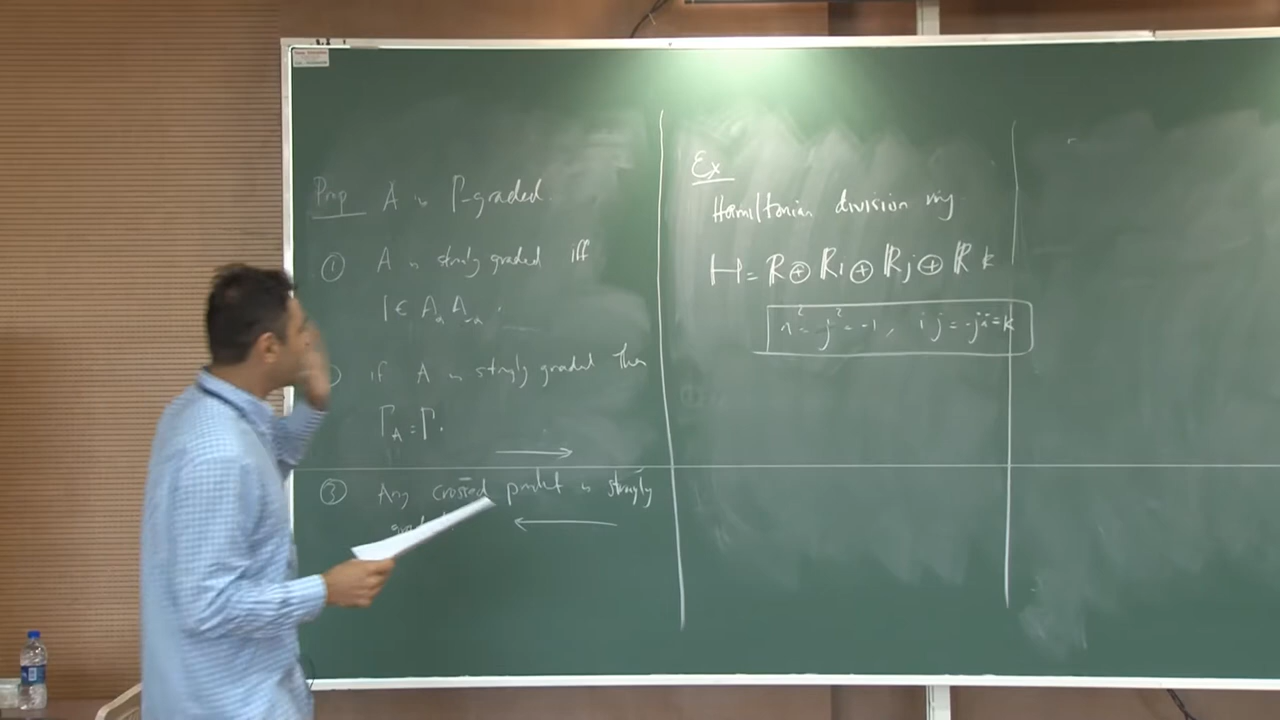 Prop A is Γ-graded.
① A is strongly graded iff
1 ∈ A_α A_-α.
if A is strongly graded then
Γ_A = Γ.
③ Any crossed product is strongly
Ex
Hamiltonian division ring
H = R ⊕ Ri ⊕ Rj ⊕ Rk
i² = j² = -1, ij = -ji = k